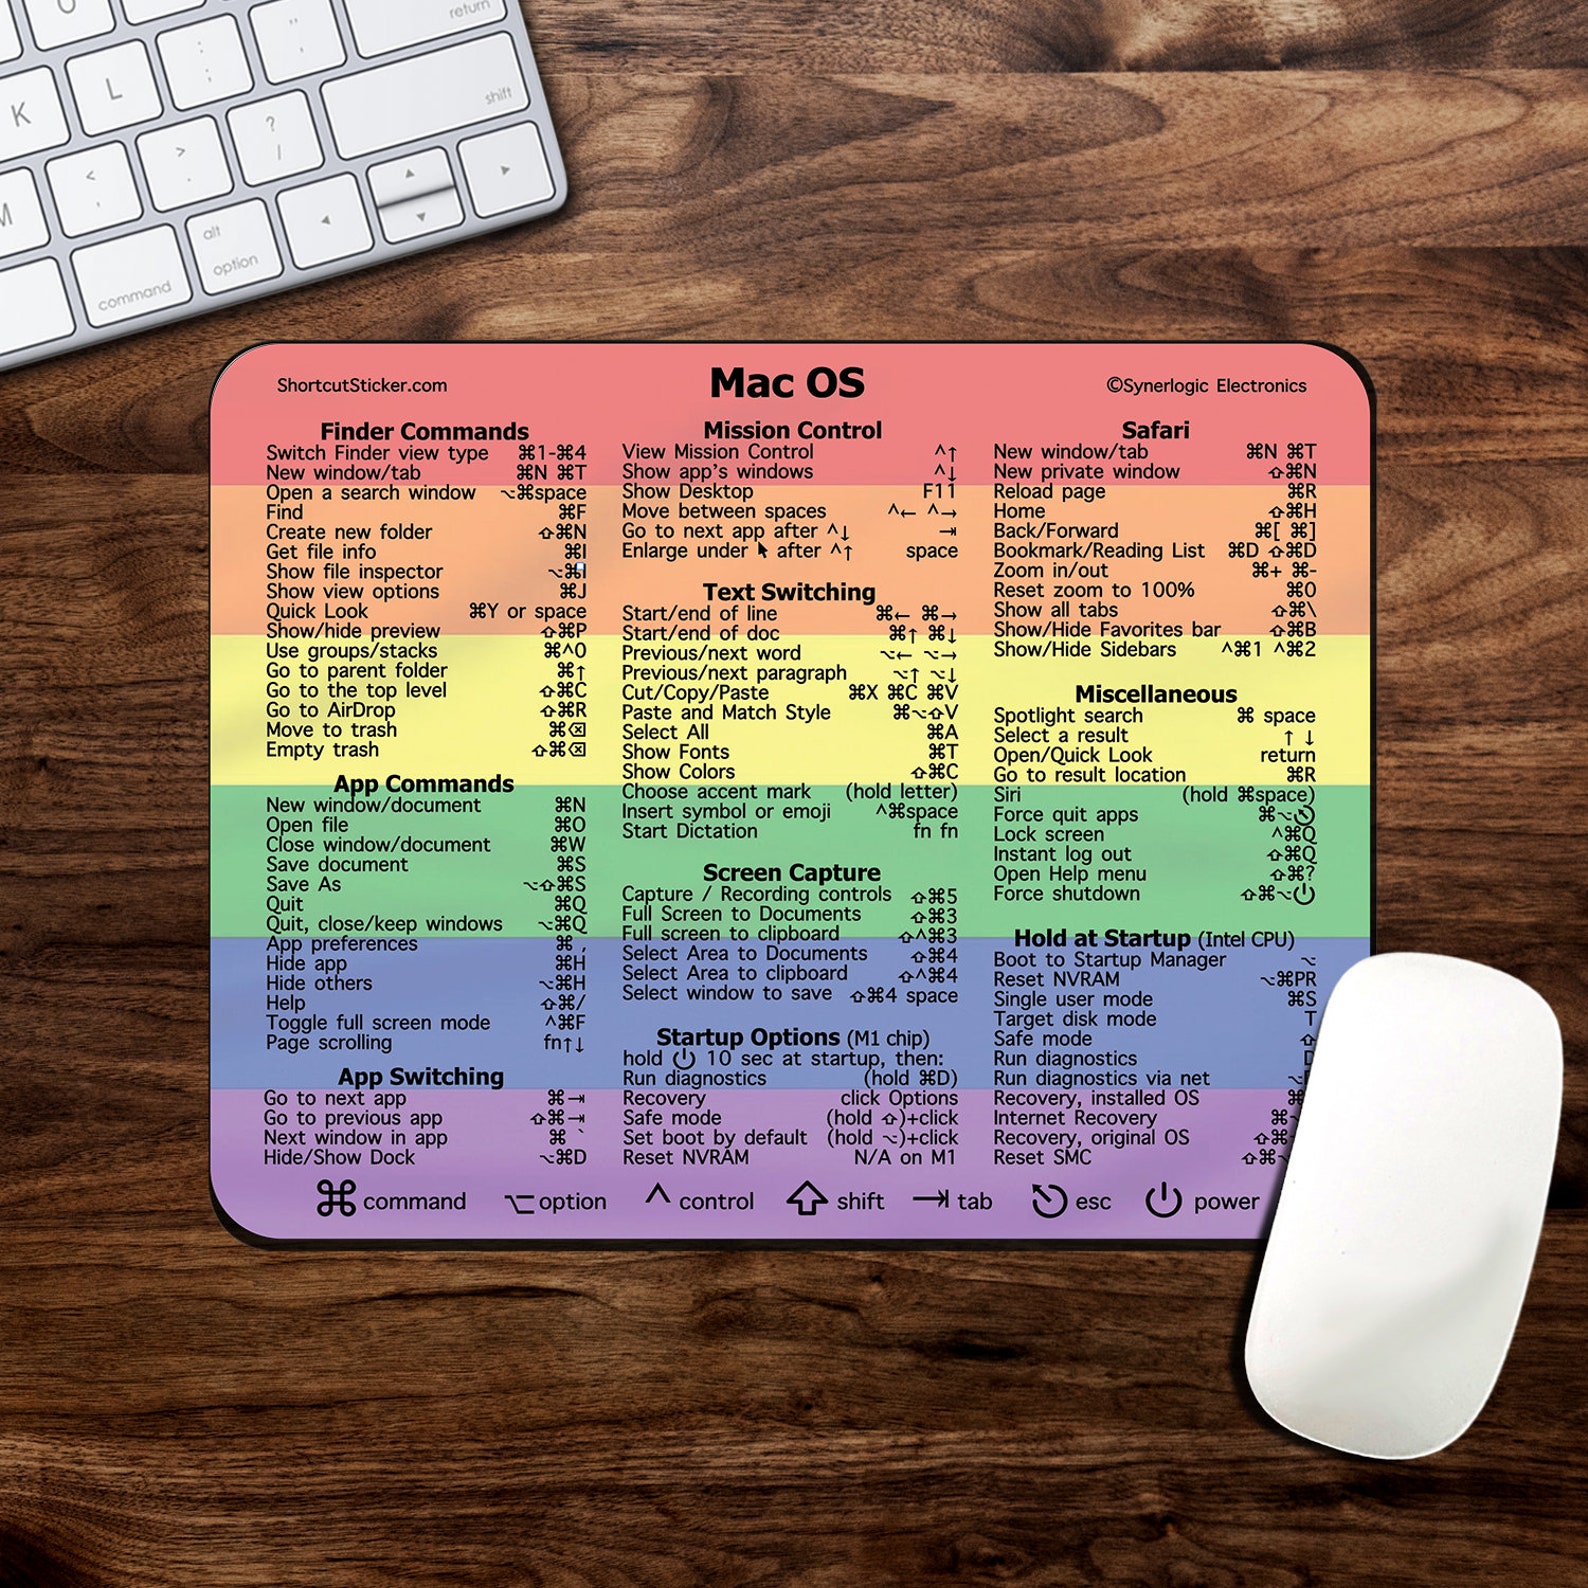 return
K
L
:
;
"
'
shift
M
<
,
>
.
?
/
alt
option
command
ShortcutSticker.com
Mac OS
©Synerlogic Electronics
Finder Commands
Switch Finder view type ⌘1-⌘4
New window/tab ⌘N ⌘T
Open a search window ⌥⌘space
Find ⌘F
Create new folder ⇧⌘N
Get file info ⌘I
Show file inspector ⌥⌘I
Show view options ⌘J
Quick Look ⌘Y or space
Show/hide preview ⇧⌘P
Use groups/stacks ⌘^0
Go to parent folder ⌘↑
Go to the top level ⇧⌘C
Go to AirDrop ⇧⌘R
Move to trash ⌘⌫
Empty trash ⇧⌘⌫
App Commands
New window/document ⌘N
Open file ⌘O
Close window/document ⌘W
Save document ⌘S
Save As ⌥⇧⌘S
Quit ⌘Q
Quit, close/keep windows ⌥⌘Q
App preferences ⌘ ,
Hide app ⌘H
Hide others ⌥⌘H
Help ⇧⌘/
Toggle full screen mode ^⌘F
Page scrolling fn↑↓
App Switching
Go to next app ⌘⇥
Go to previous app ⇧⌘⇥
Next window in app ⌘ `
Hide/Show Dock ⌥⌘D
Mission Control
View Mission Control ^↑
Show app's windows ^↓
Show Desktop F11
Move between spaces ^← ^→
Go to next app after ^↓ ⇥
Enlarge under after ^↑ space
Text Switching
Start/end of line ⌘← ⌘→
Start/end of doc ⌘↑ ⌘↓
Previous/next word ⌥← ⌥→
Previous/next paragraph ⌥↑ ⌥↓
Cut/Copy/Paste ⌘X ⌘C ⌘V
Paste and Match Style ⌘⌥⇧V
Select All ⌘A
Show Fonts ⌘T
Show Colors ⇧⌘C
Choose accent mark (hold letter)
Insert symbol or emoji ^⌘space
Start Dictation fn fn
Screen Capture
Capture / Recording controls ⇧⌘5
Full Screen to Documents ⇧⌘3
Full screen to clipboard ⇧^⌘3
Select Area to Documents ⇧⌘4
Select Area to clipboard ⇧^⌘4
Select window to save ⇧⌘4 space
Startup Options (M1 chip)
hold ⏻ 10 sec at startup, then:
Run diagnostics (hold ⌘D)
Recovery click Options
Safe mode (hold ⇧)+click
Set boot by default (hold ⌥)+click
Reset NVRAM N/A on M1
Safari
New window/tab ⌘N ⌘T
New private window ⇧⌘N
Reload page ⌘R
Home ⇧⌘H
Back/Forward ⌘[ ⌘]
Bookmark/Reading List ⌘D ⇧⌘D
Zoom in/out ⌘+ ⌘-
Reset zoom to 100% ⌘0
Show all tabs ⇧⌘\
Show/Hide Favorites bar ⇧⌘B
Show/Hide Sidebars ^⌘1 ^⌘2
Miscellaneous
Spotlight search ⌘ space
Select a result ↑ ↓
Open/Quick Look return
Go to result location ⌘R
Siri (hold ⌘space)
Force quit apps ⌘⌥⎋
Lock screen ^⌘Q
Instant log out ⇧⌘Q
Open Help menu ⇧⌘?
Force shutdown ⇧⌘⌥⏻
Hold at Startup (Intel CPU)
Boot to Startup Manager ⌥
Reset NVRAM ⌥⌘PR
Single user mode ⌘S
Target disk mode T
Safe mode ⇧
Run diagnostics
Run diagnostics via net ⌥
Recovery, installed OS ⌘
Internet Recovery ⌘
Recovery, original OS ⇧⌘
Reset SMC ⇧⌘
⌘ command ⌥ option ^ control ⇧ shift ⇥ tab ⎋ esc ⏻ power